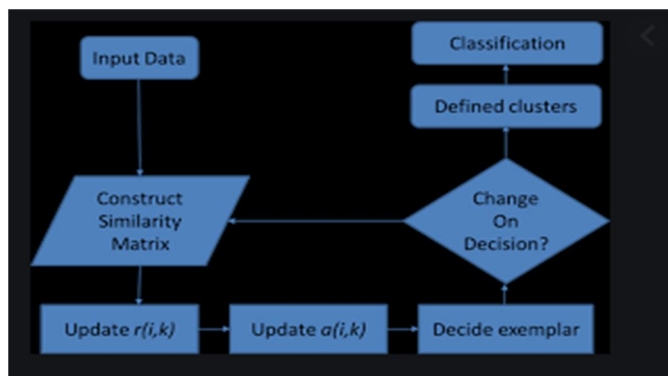 Input Data
Construct
Similarity
Matrix
Update r(i,k)
Update a(i,k)
Decide exemplar
Change
On
Decision?
Defined clusters
Classification